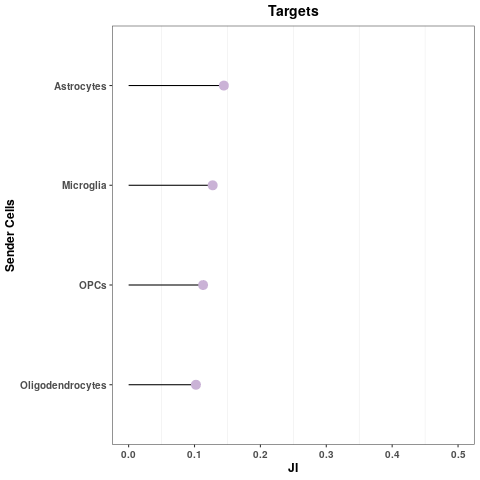 Targets
Sender Cells
Astrocytes
Microglia
OPCs
Oligodendrocytes
0.0 0.1 0.2 0.3 0.4 0.5
JI